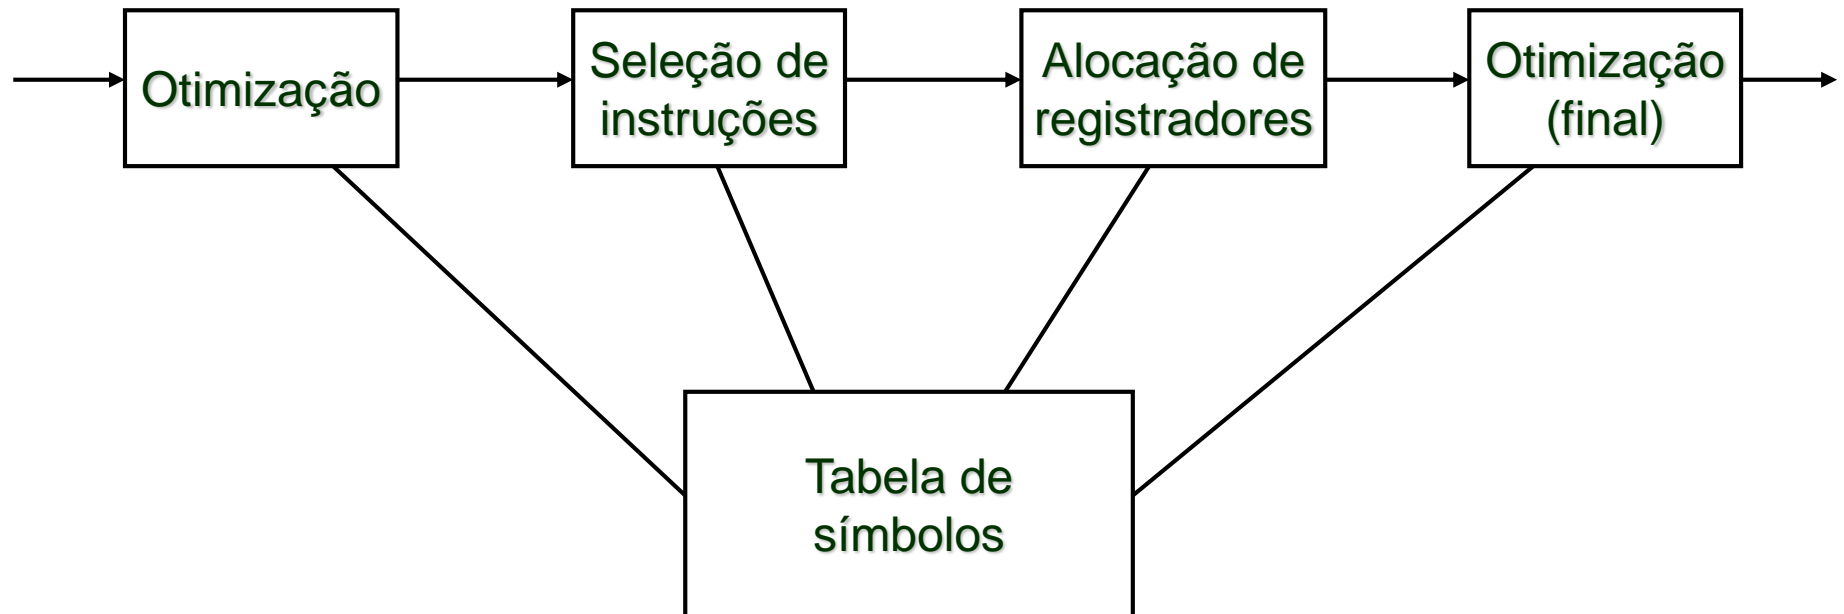 Otimização
Seleção de
instruções
Alocação de
registradores
Otimização
(final)
Tabela de
símbolos